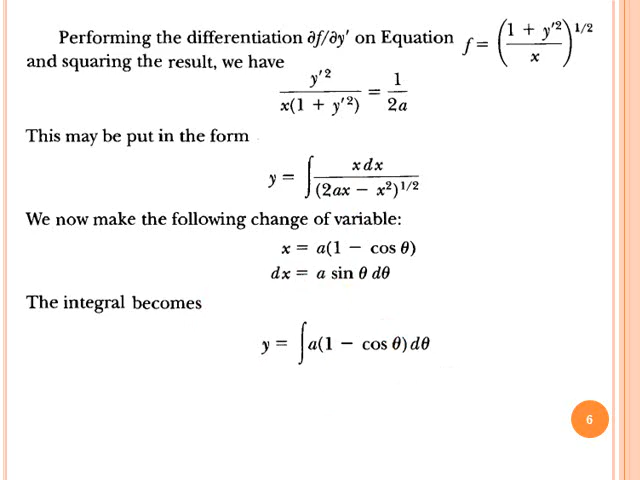 Performing the differentiation ∂f/∂y′ on Equation f = ((1 + y′²)/x)^1/2
and squaring the result, we have
y′²/(x(1 + y′²)) = 1/2a
This may be put in the form
y = ∫ x dx/(2ax − x²)^1/2
We now make the following change of variable:
x = a(1 − cos θ)
dx = a sin θ dθ
The integral becomes
y = ∫ a(1 − cos θ) dθ
6